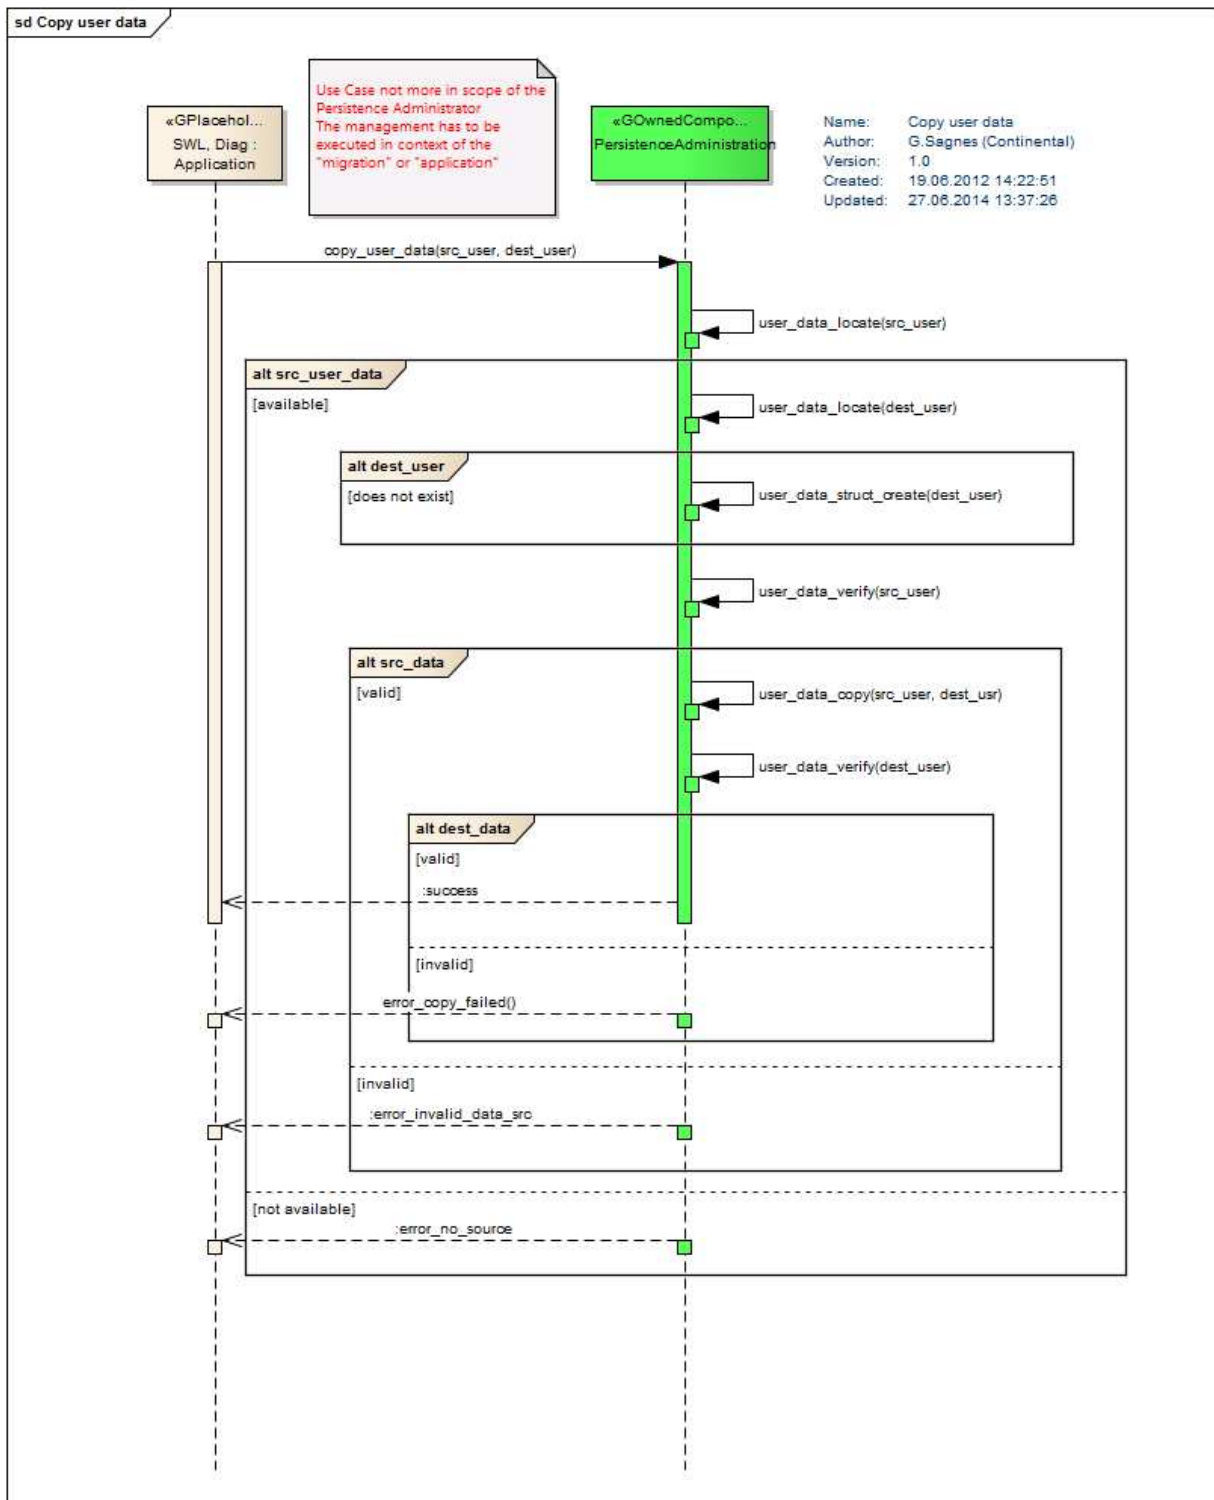 sd Copy user data
Use Case not more in scope of the
Persistence Administrator
The management has to be
executed in context of the
"migration" or "application"
«GPlacehol...
SWL, Diag :
Application
«GOwnedCompo...
PersistenceAdministration
Name: Copy user data
Author: G.Sagnes (Continental)
Version: 1.0
Created: 19.06.2012 14:22:51
Updated: 27.06.2014 13:37:26
copy_user_data(src_user, dest_user)
user_data_locate(src_user)
alt src_user_data
[available]
user_data_locate(dest_user)
alt dest_user
[does not exist]
user_data_struct_create(dest_user)
user_data_verify(src_user)
alt src_data
[valid]
user_data_copy(src_user, dest_usr)
user_data_verify(dest_user)
alt dest_data
[valid]
:success
[invalid]
error_copy_failed()
[invalid]
:error_invalid_data_src
[not available]
:error_no_source